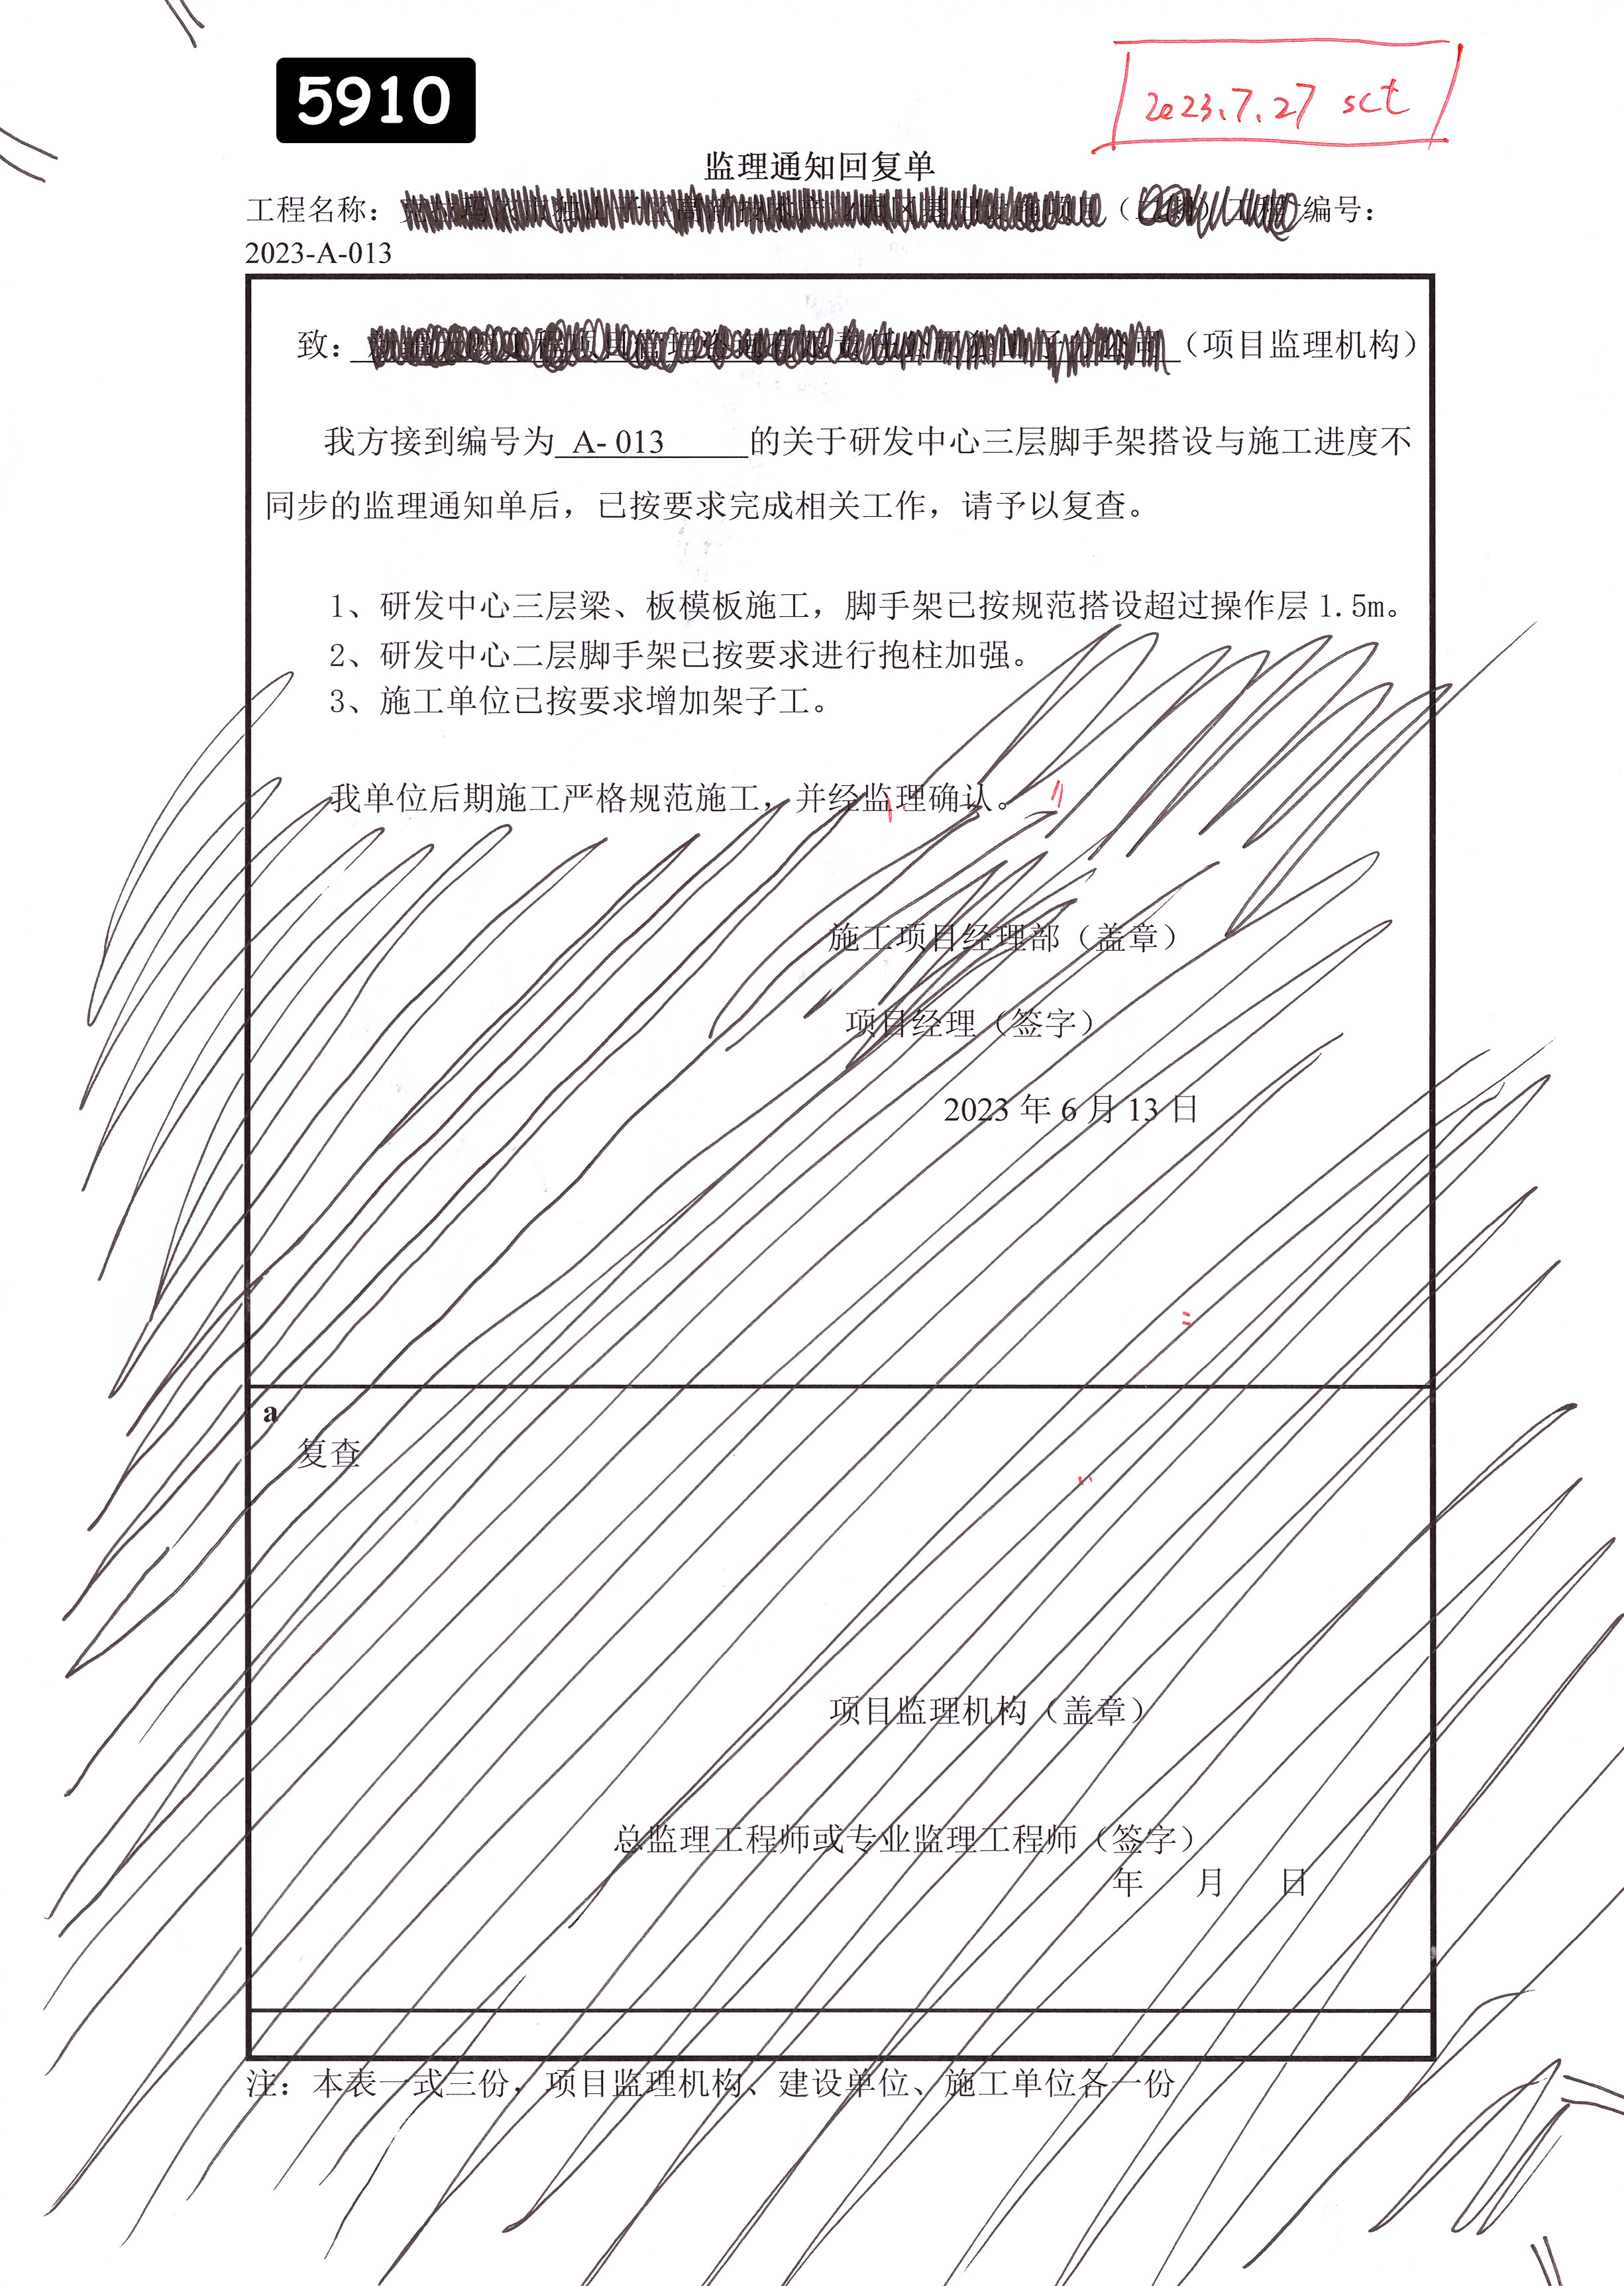 5910
2023.7.27 sct
监理通知回复单
工程名称： （ 工程 编号：
2023-A-013
致： （项目监理机构）
我方接到编号为 A- 013 的关于研发中心三层脚手架搭设与施工进度不
同步的监理通知单后，已按要求完成相关工作，请予以复查。
1、研发中心三层梁、板模板施工，脚手架已按规范搭设超过操作层 1.5m。
2、研发中心二层脚手架已按要求进行抱柱加强。
3、施工单位已按要求增加架子工。
我单位后期施工严格规范施工，并经监理确认。
施工项目经理部（盖章）
项目经理（签字）
2023 年 6 月 13 日
a
复查
项目监理机构（盖章）
总监理工程师或专业监理工程师（签字）
年 月 日
注：本表一式三份，项目监理机构、建设单位、施工单位各一份